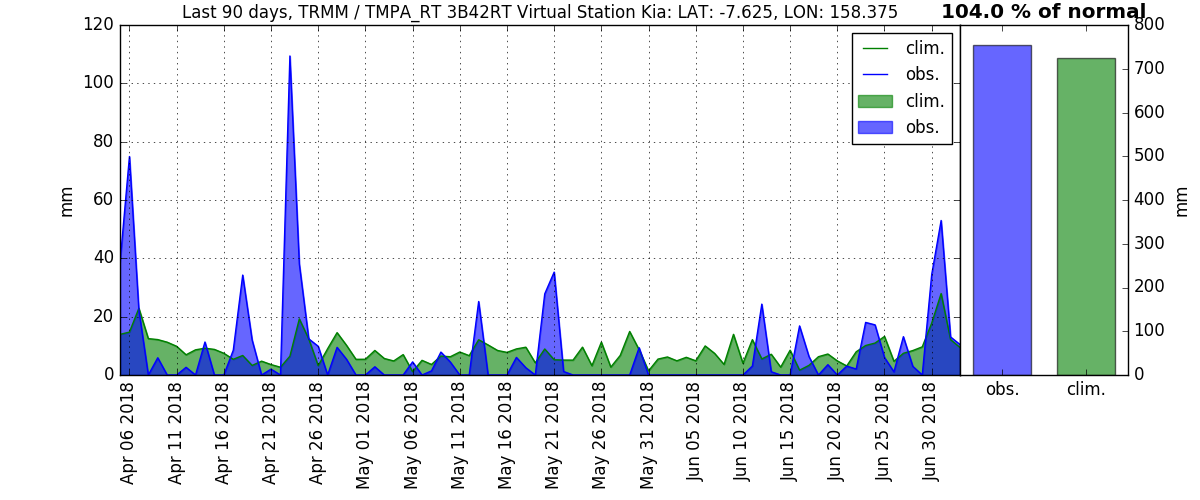 Last 90 days, TRMM / TMPA_RT 3B42RT Virtual Station Kia: LAT: -7.625, LON: 158.375
104.0 % of normal
120
100
80
60
40
20
0
mm
clim.
obs.
clim.
obs.
800
700
600
500
400
300
200
100
0
mm
Apr 06 2018
Apr 11 2018
Apr 16 2018
Apr 21 2018
Apr 26 2018
May 01 2018
May 06 2018
May 11 2018
May 16 2018
May 21 2018
May 26 2018
May 31 2018
Jun 05 2018
Jun 10 2018
Jun 15 2018
Jun 20 2018
Jun 25 2018
Jun 30 2018
obs.
clim.